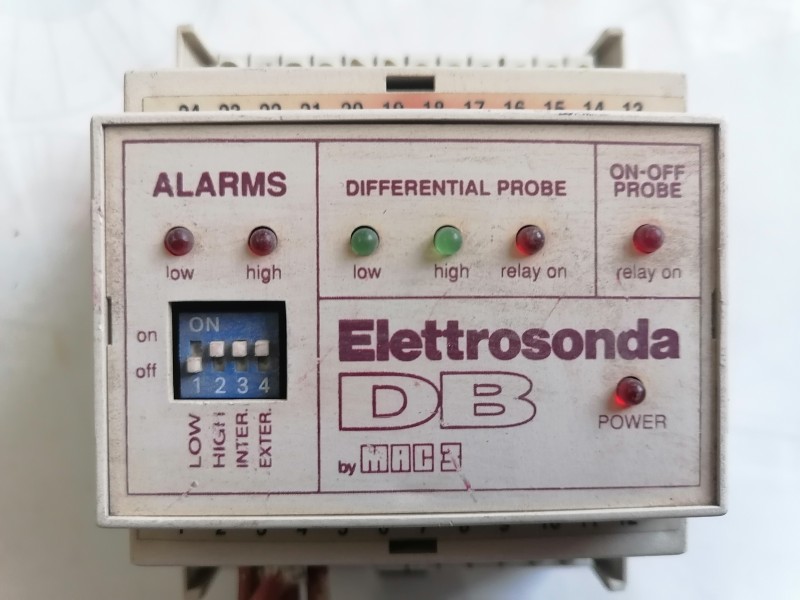 24 23 22 21 20 19 18 17 16 15 14 13
ALARMS
low high
DIFFERENTIAL PROBE
low high relay on
ON-OFF
PROBE
relay on
on
off
ON
1 2 3 4
LOW
HIGH
INTER.
EXTER.
Elettrosonda
DB
by MAC 3
POWER